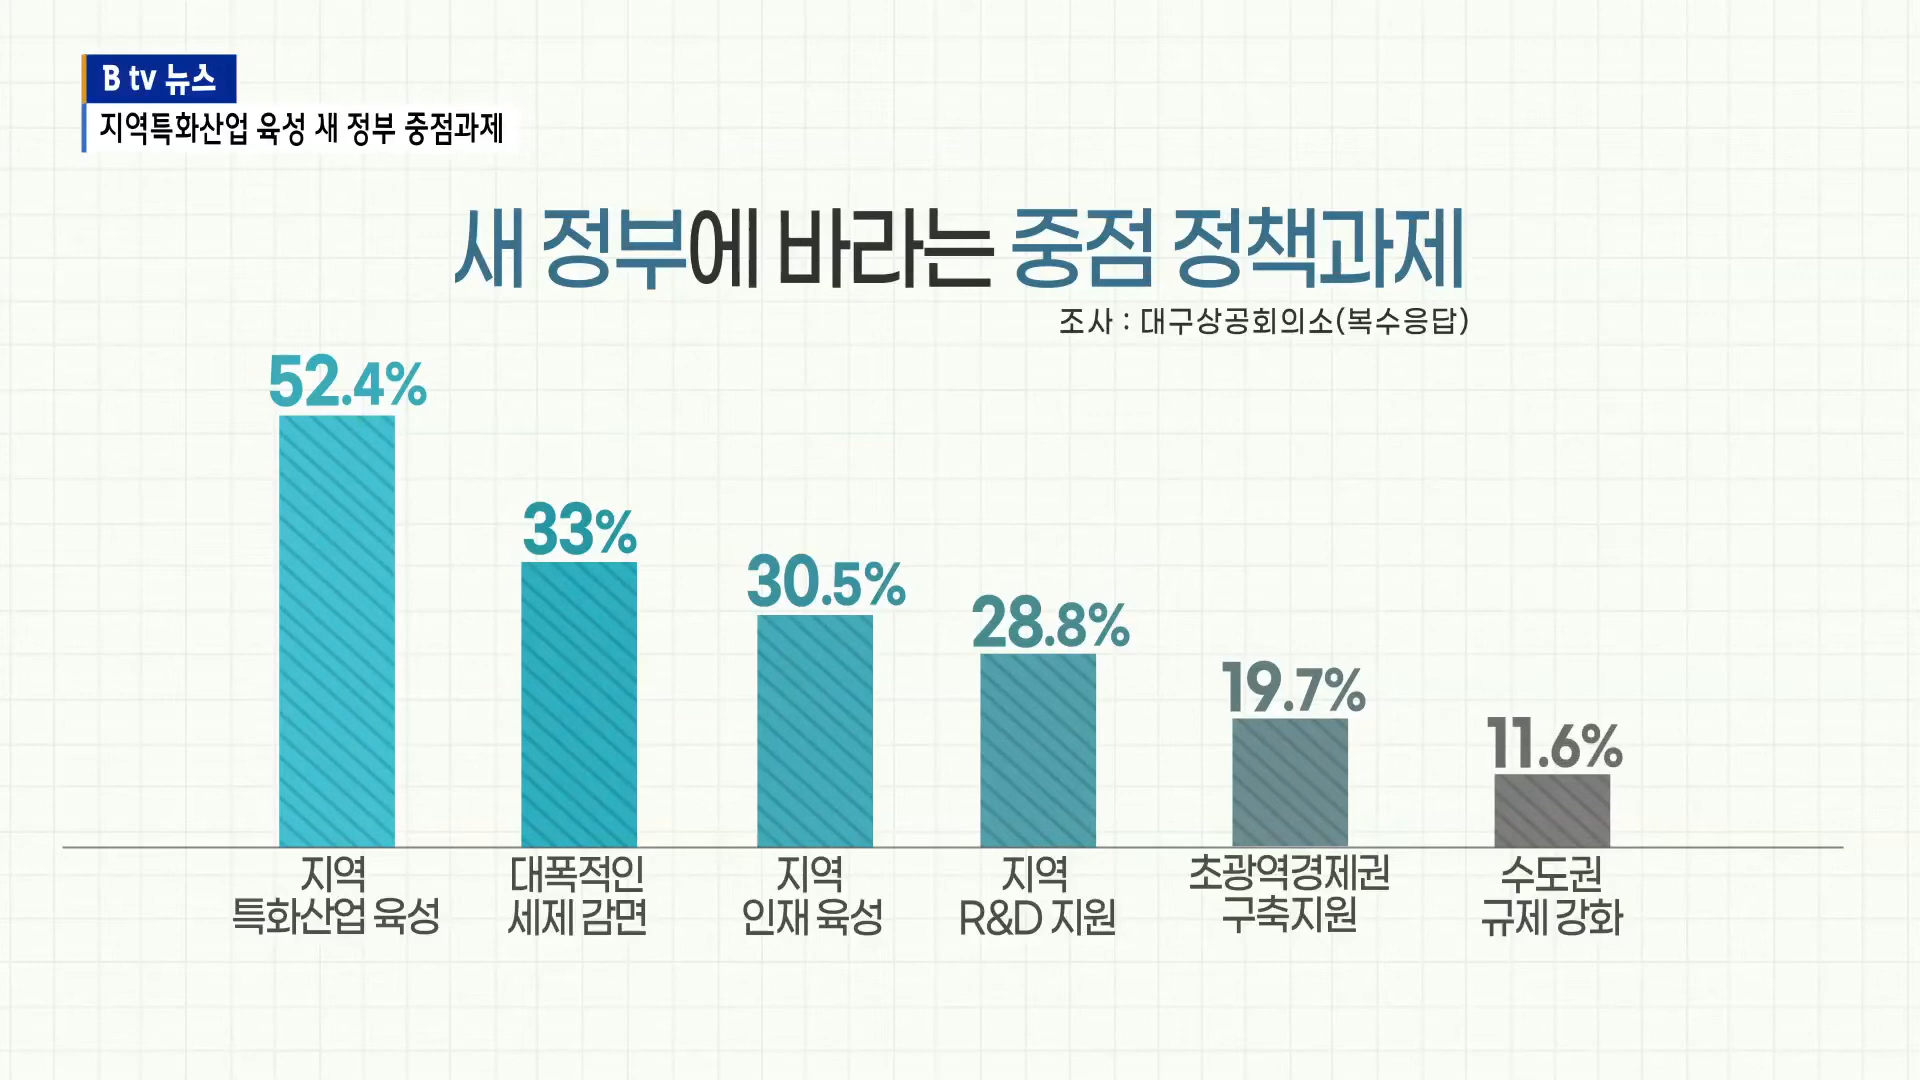 B tv 뉴스
지역특화산업 육성 새 정부 중점과제
새 정부에 바라는 중점 정책과제
조사 : 대구상공회의소(복수응답)
52.4%
33%
30.5%
28.8%
19.7%
11.6%
지역
특화산업 육성
대폭적인
세제 감면
지역
인재 육성
지역
R&D 지원
초광역경제권
구축지원
수도권
규제 강화